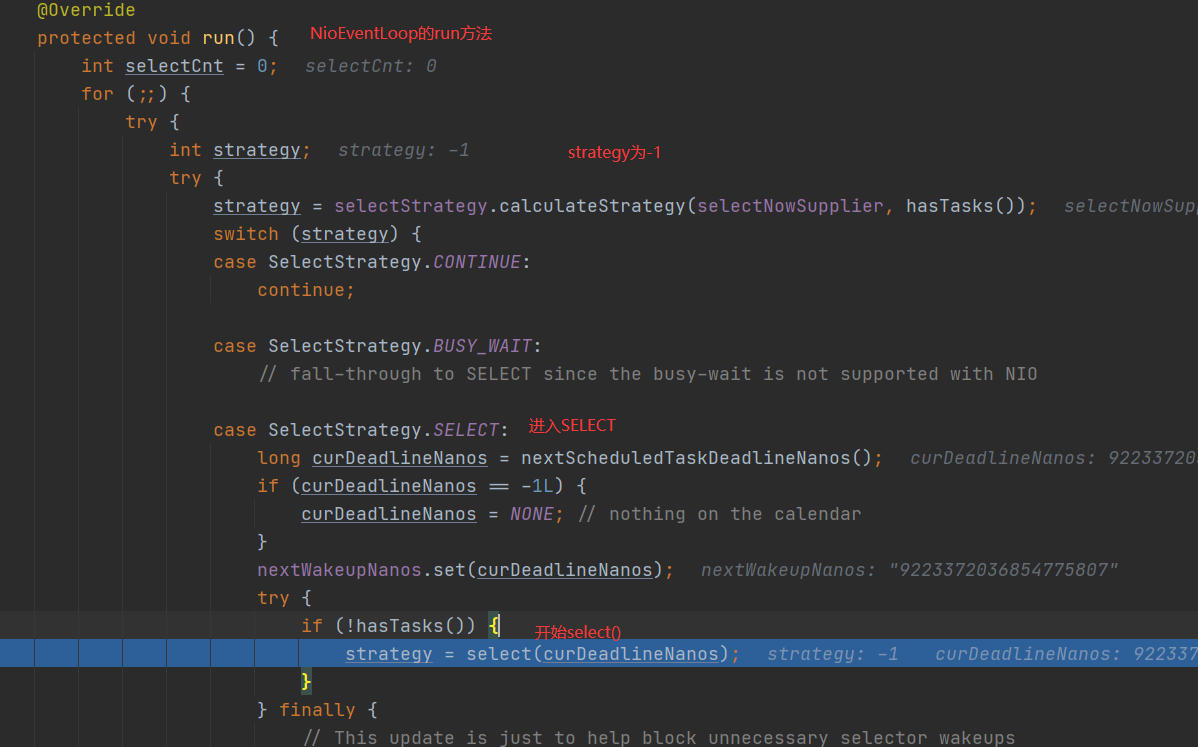 @Override
protected void run() { NioEventLoop的run方法
int selectCnt = 0; selectCnt: 0
for (;;) {
try {
int strategy; strategy: -1 strategy为-1
try {
strategy = selectStrategy.calculateStrategy(selectNowSupplier, hasTasks()); selectNowSup
switch (strategy) {
case SelectStrategy.CONTINUE:
continue;
case SelectStrategy.BUSY_WAIT:
// fall-through to SELECT since the busy-wait is not supported with NIO
case SelectStrategy.SELECT: 进入SELECT
long curDeadlineNanos = nextScheduledTaskDeadlineNanos(); curDeadlineNanos: 92233720
if (curDeadlineNanos == -1L) {
curDeadlineNanos = NONE; // nothing on the calendar
}
nextWakeupNanos.set(curDeadlineNanos); nextWakeupNanos: "9223372036854775807"
try {
if (!hasTasks()) { 开始select()
strategy = select(curDeadlineNanos); strategy: -1 curDeadlineNanos: 92337
}
} finally {
// This update is just to help block unnecessary selector wakeups